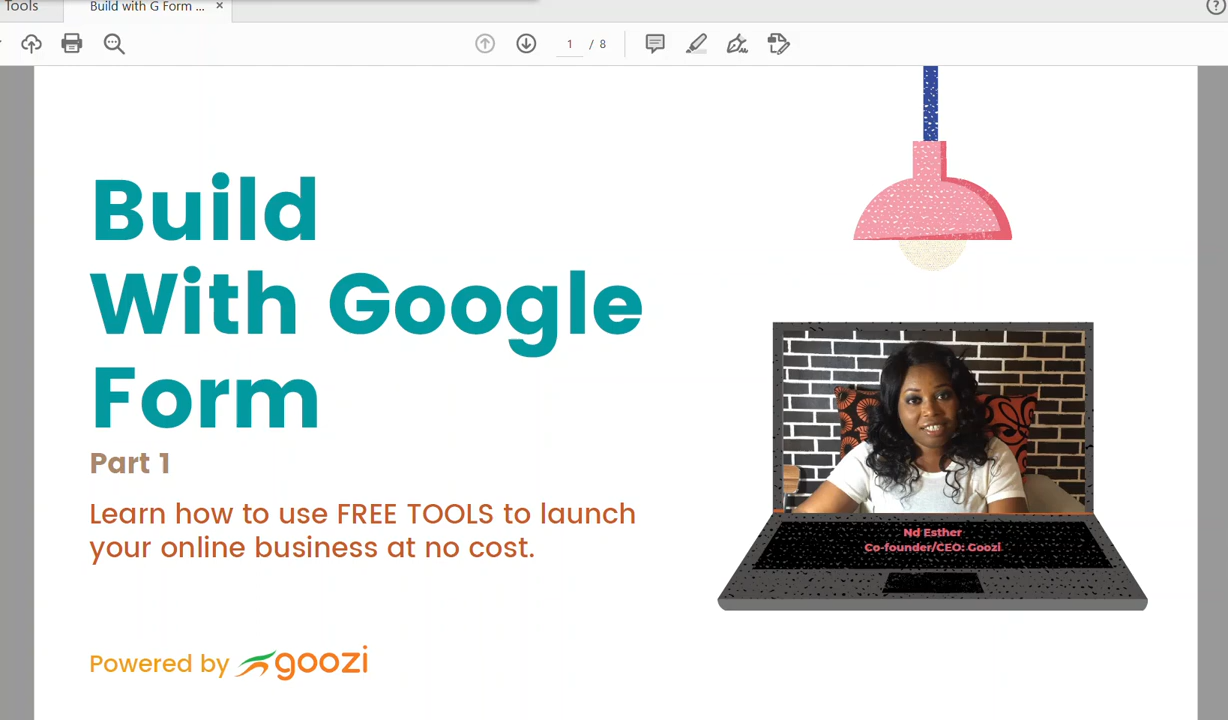 Tools
Build with G Form ...
1 / 8
Build
With Google
Form
Part 1
Learn how to use FREE TOOLS to launch
your online business at no cost.
Nd Esther
Co-founder/CEO: Goozi
Powered by goozi